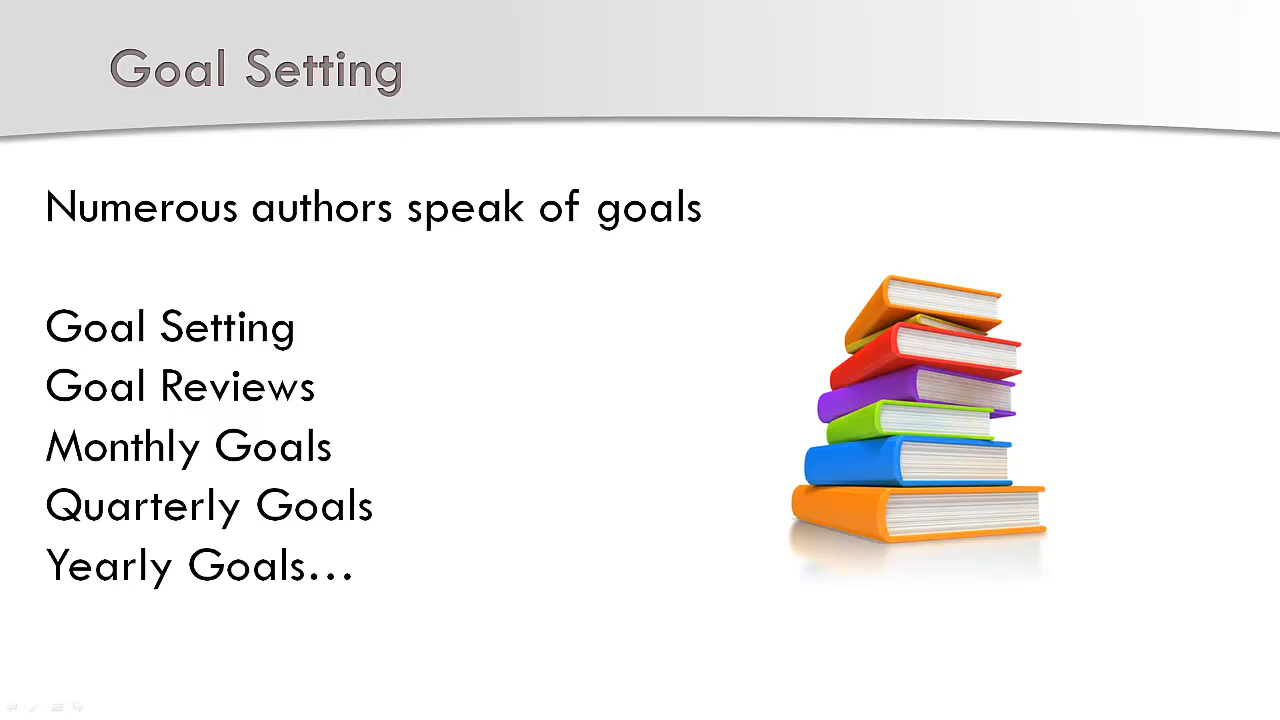 Goal Setting
Numerous authors speak of goals
Goal Setting
Goal Reviews
Monthly Goals
Quarterly Goals
Yearly Goals...